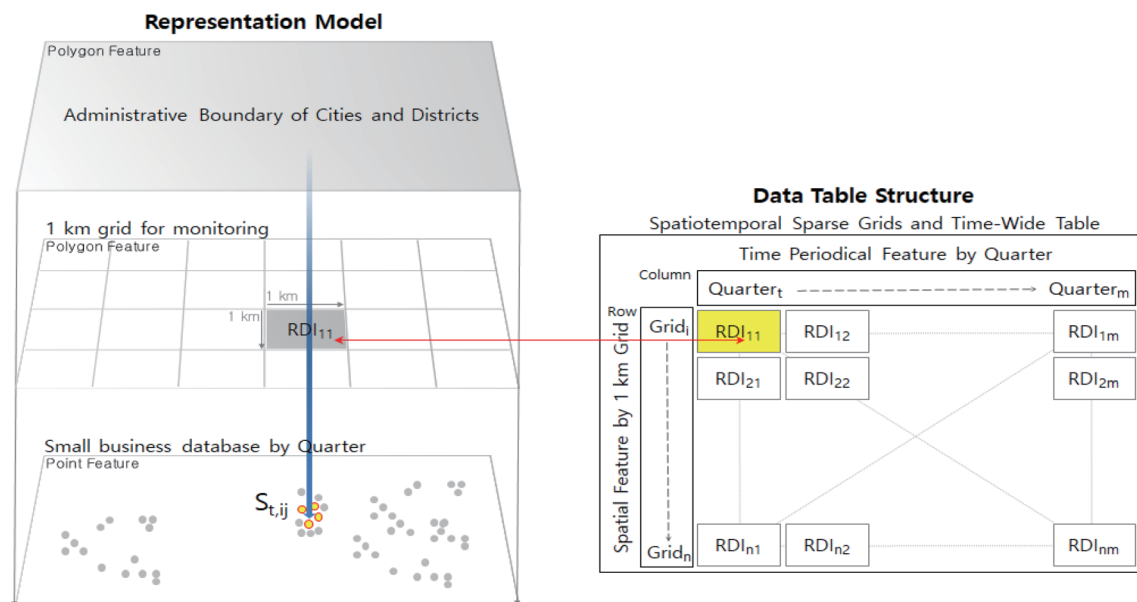 Representation Model
Polygon Feature
Administrative Boundary of Cities and Districts
1 km grid for monitoring
Polygon Feature
1 km
1 km
RDI11
Small business database by Quarter
Point Feature
St,ij
Data Table Structure
Spatiotemporal Sparse Grids and Time-Wide Table
Time Periodical Feature by Quarter
Column
Quartert
Quarterm
Row
Spatial Feature by 1 km Grid
Gridi
RDI11
RDI12
RDI1m
RDI21
RDI22
RDI2m
Gridn
RDIn1
RDIn2
RDInm